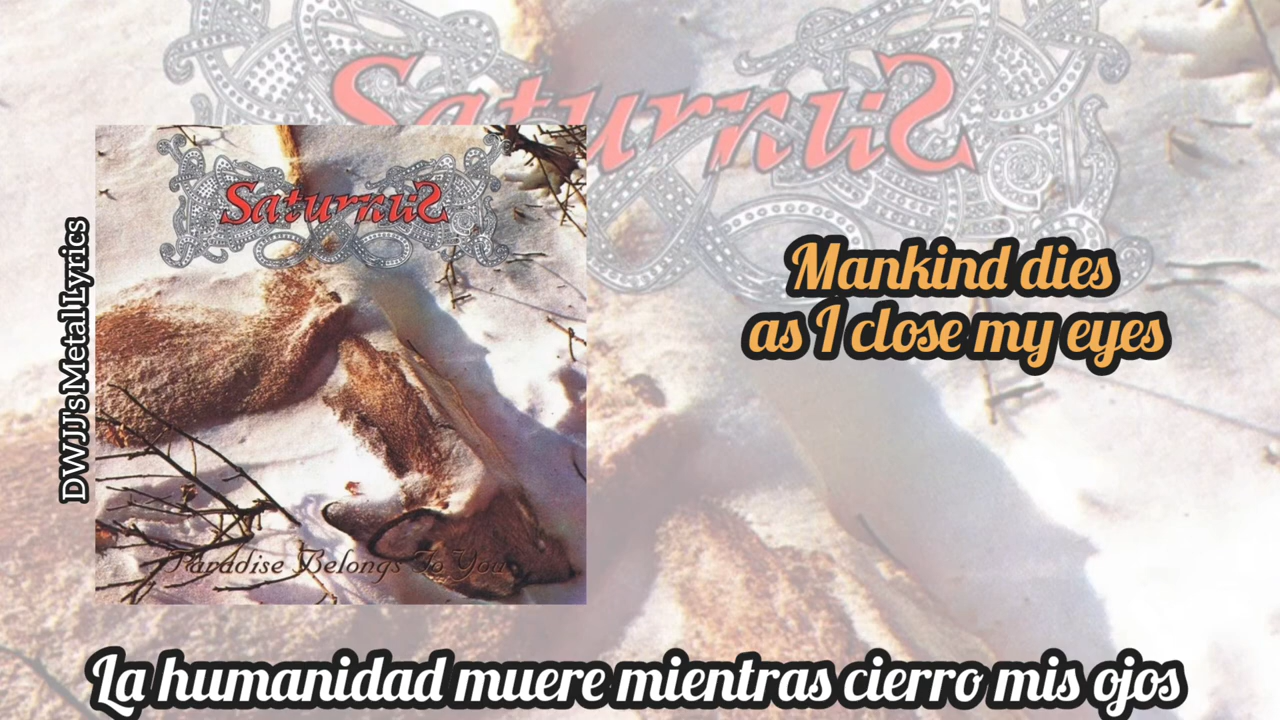 Saturnus
DWJJ's Metal Lyrics
Saturnus
Paradise Belongs To You
Mankind dies
as I close my eyes
La humanidad muere mientras cierro mis ojos